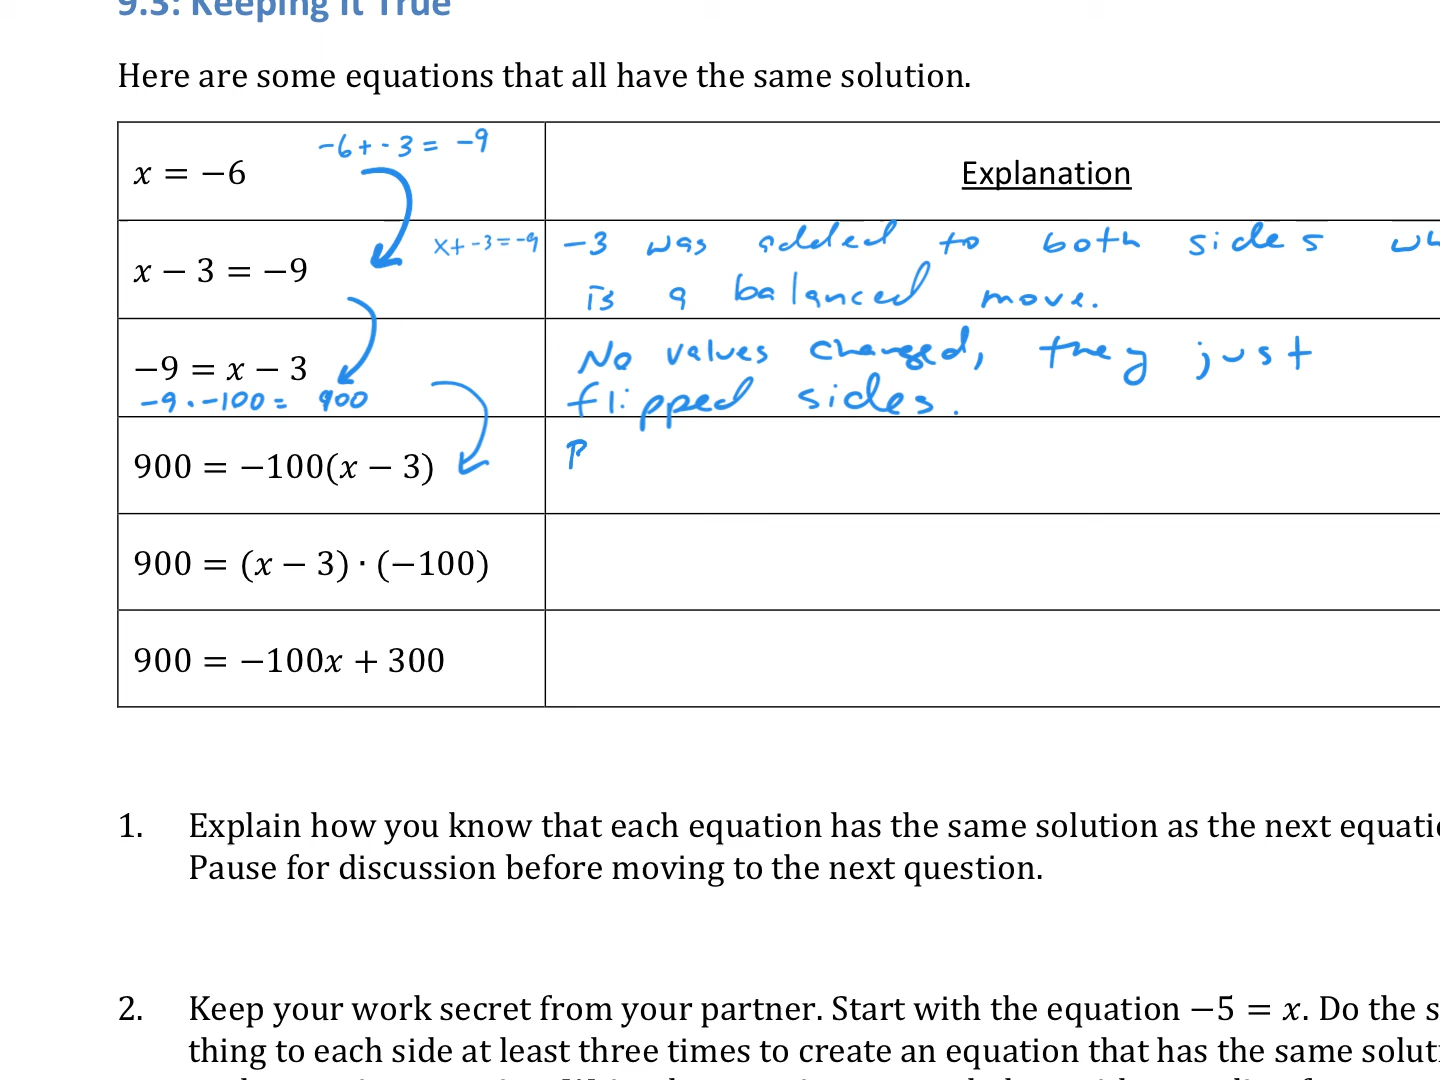 9.3: Keeping It True
Here are some equations that all have the same solution.
x = −6
-6 + -3 = -9
Explanation
x − 3 = −9
x + -3 = -9
-3 was added to both sides
is a balanced move.
−9 = x − 3
-9 · -100 = 900
No values changed, they just
flipped sides.
900 = −100(x − 3)
900 = (x − 3) · (−100)
900 = −100x + 300
1. Explain how you know that each equation has the same solution as the next
Pause for discussion before moving to the next question.
2. Keep your work secret from your partner. Start with the equation −5 = x. Do the
thing to each side at least three times to create an equation that has the same